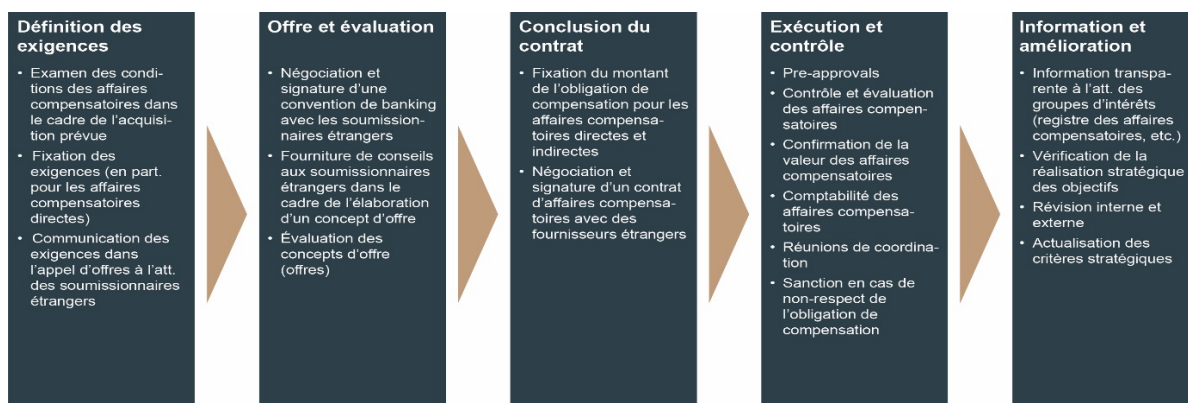 Définition des
exigences
• Examen des condi-
tions des affaires
compensatoires dans
le cadre de l'acquisi-
tion prévue
• Fixation des
exigences (en part.
pour les affaires
compensatoires
directes)
• Communication des
exigences dans
l'appel d'offres à l'att.
des soumissionnaires
étrangers
Offre et évaluation
• Négociation et
signature d'une
convention de banking
avec les soumission-
naires étrangers
• Fourniture de conseils
aux soumissionnaires
étrangers dans le
cadre de l'élaboration
d'un concept d'offre
• Évaluation des
concepts d'offre
(offres)
Conclusion du
contrat
• Fixation du montant
de l'obligation de
compensation pour les
affaires compensa-
toires directes et
indirectes
• Négociation et
signature d'un contrat
d'affaires compensa-
toires avec des
fournisseurs étrangers
Exécution et
contrôle
• Pre-approvals
• Contrôle et évaluation
des affaires compen-
satoires
• Confirmation de la
valeur des affaires
compensatoires
• Comptabilité des
affaires compensa-
toires
• Réunions de coordina-
tion
• Sanction en cas de
non-respect de
l'obligation de
compensation
Information et
amélioration
• Information transpa-
rente à l'att. des
groupes d'intérêts
(registre des affaires
compensatoires, etc.)
• Vérification de la
réalisation stratégique
des objectifs
• Révision interne et
externe
• Actualisation des
critères stratégiques